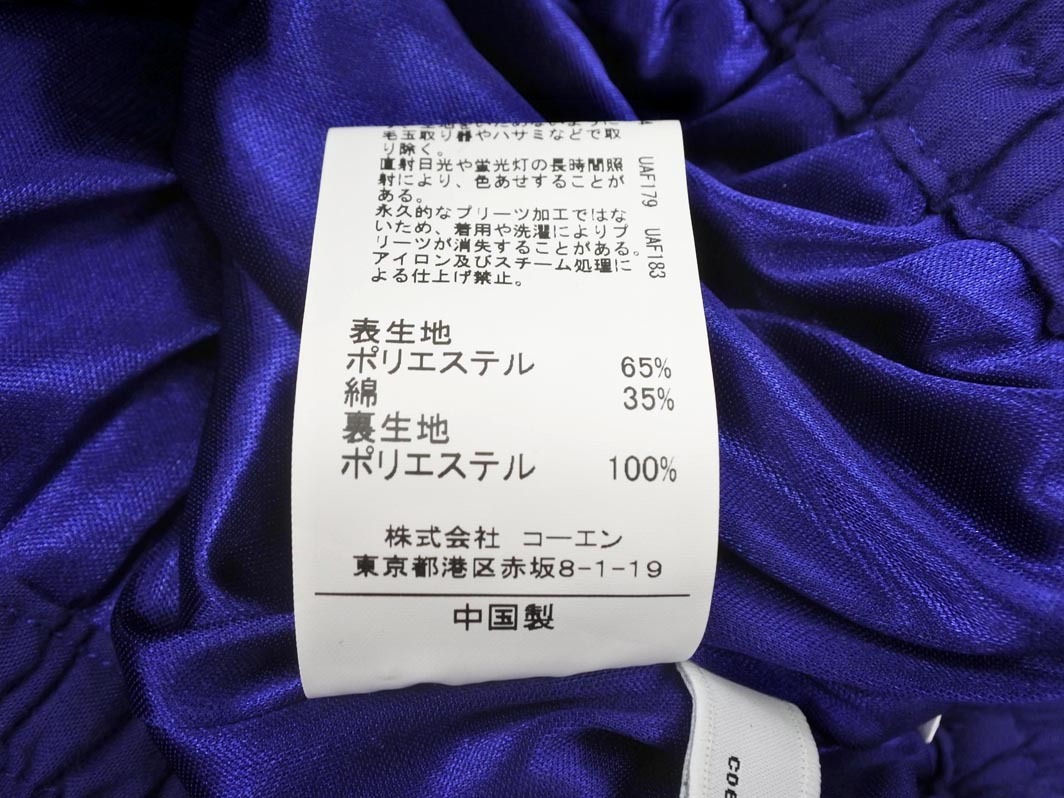 毛玉取り器やハサミなどで取
り除く。
直射日光や蛍光灯の長時間照
射により、色あせすることが
ある。
永久的なプリーツ加工ではな
いため、着用や洗濯によりプ
リーツが消失することがある。
アイロン及びスチーム処理に
よる仕上げ禁止。
UAF179 UAF183
表生地
ポリエステル 65%
綿 35%
裏生地
ポリエステル 100%
株式会社 コーエン
東京都港区赤坂8-1-19
中国製
coe